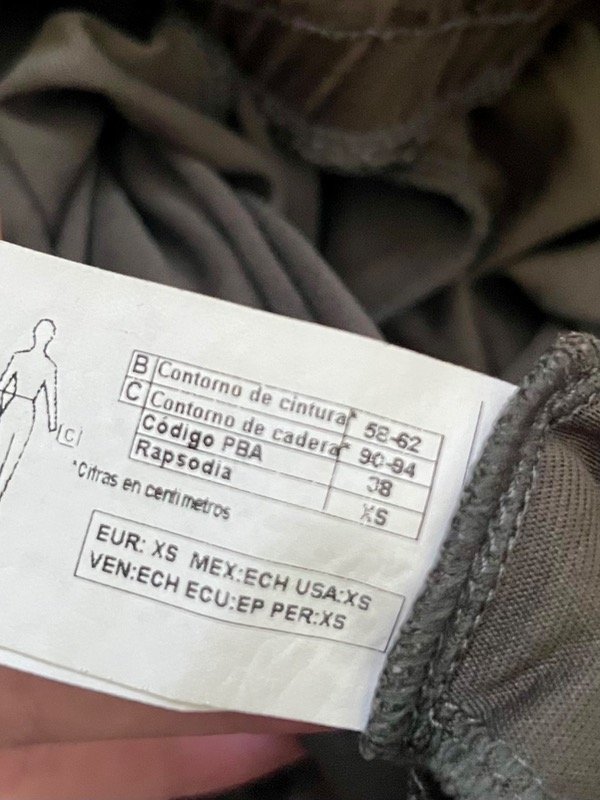 B Contorno de cintura* 58-62
C Contorno de cadera* 90-94
Código PBA 38
Rapsodia XS
(C)
*Cifras en centímetros
EUR: XS MEX:ECH USA:XS
VEN:ECH ECU:EP PER:XS